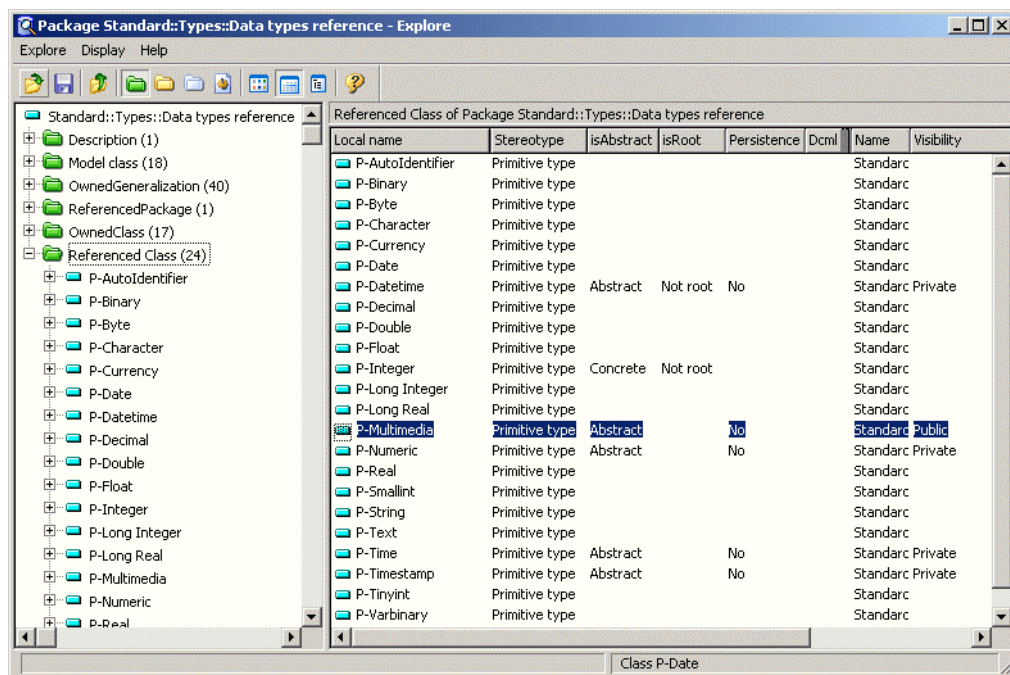 Package Standard::Types::Data types reference - Explore
Explore Display Help
Standard::Types::Data types reference
Description (1)
Model class (18)
OwnedGeneralization (40)
ReferencedPackage (1)
OwnedClass (17)
Referenced Class (24)
P-AutoIdentifier
P-Binary
P-Byte
P-Character
P-Currency
P-Date
P-Datetime
P-Decimal
P-Double
P-Float
P-Integer
P-Long Integer
P-Long Real
P-Multimedia
P-Numeric
P-Real
Referenced Class of Package Standard::Types::Data types reference
Local name Stereotype isAbstract isRoot Persistence Dcml Name Visibility
P-AutoIdentifier Primitive type Standarc
P-Binary Primitive type Standarc
P-Byte Primitive type Standarc
P-Character Primitive type Standarc
P-Currency Primitive type Standarc
P-Date Primitive type Standarc
P-Datetime Primitive type Abstract Not root No Standarc Private
P-Decimal Primitive type Standarc
P-Double Primitive type Standarc
P-Float Primitive type Standarc
P-Integer Primitive type Concrete Not root Standarc
P-Long Integer Primitive type Standarc
P-Long Real Primitive type Standarc
P-Multimedia Primitive type Abstract No Standarc Public
P-Numeric Primitive type Abstract No Standarc Private
P-Real Primitive type Standarc
P-Smallint Primitive type Standarc
P-String Primitive type Standarc
P-Text Primitive type Standarc
P-Time Primitive type Abstract No Standarc Private
P-Timestamp Primitive type Abstract No Standarc Private
P-Tinyint Primitive type Standarc
P-Varbinary Primitive type Standarc
Class P-Date